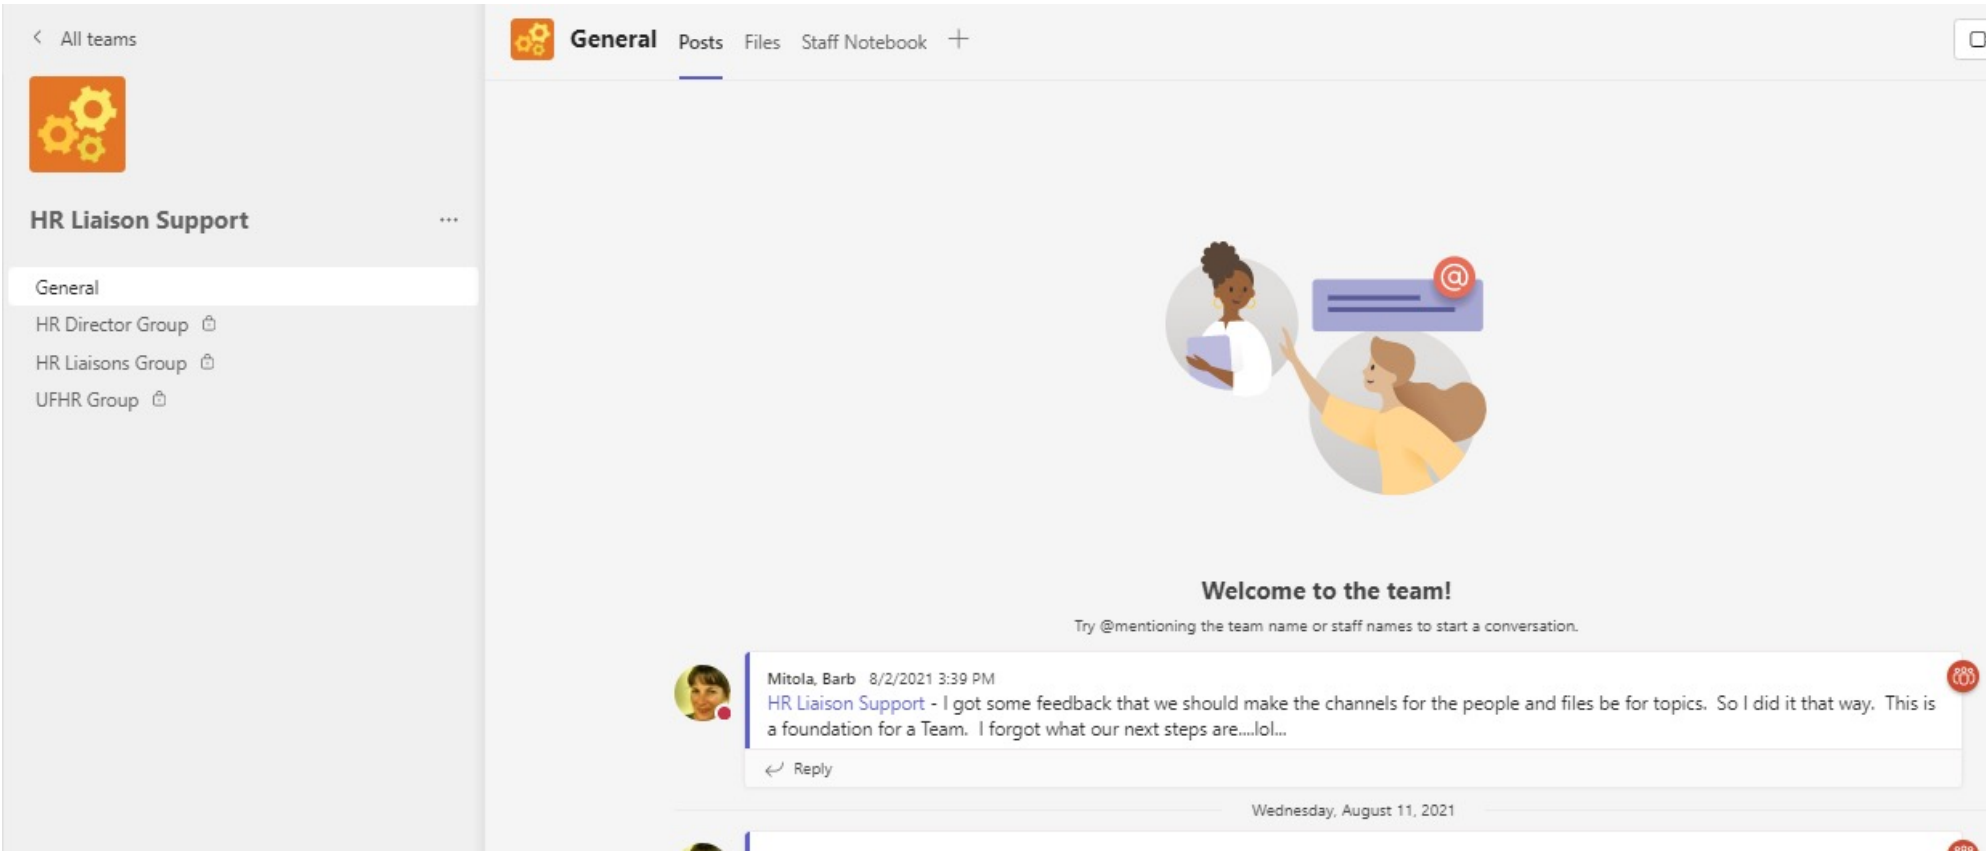 All teams
HR Liaison Support
...
General
HR Director Group
HR Liaisons Group
UFHR Group
General Posts Files Staff Notebook +
@
Welcome to the team!
Try @mentioning the team name or staff names to start a conversation.
Mitola, Barb 8/2/2021 3:39 PM
HR Liaison Support - I got some feedback that we should make the channels for the people and files be for topics.  So I did it that way.  This is
a foundation for a Team.  I forgot what our next steps are....lol...
Reply
Wednesday, August 11, 2021